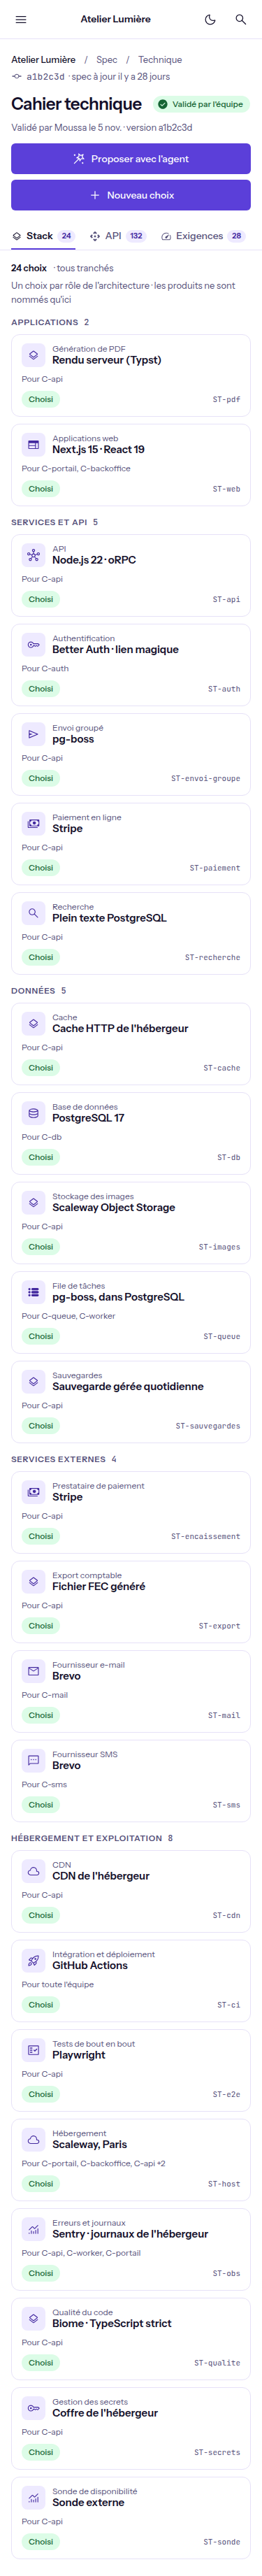 Atelier Lumière
Atelier Lumière / Spec / Technique
a1b2c3d · spec à jour il y a 28 jours
Cahier technique
Validé par l'équipe
Validé par Moussa le 5 nov. · version a1b2c3d
Proposer avec l'agent
Nouveau choix
Stack 24 API 132 Exigences 28
24 choix · tous tranchés
Un choix par rôle de l'architecture · les produits ne sont
nommés qu'ici
APPLICATIONS 2
Génération de PDF
Rendu serveur (Typst)
Pour C-api
Choisi ST-pdf
Applications web
Next.js 15 · React 19
Pour C-portail, C-backoffice
Choisi ST-web
SERVICES ET API 5
API
Node.js 22 · oRPC
Pour C-api
Choisi ST-api
Authentification
Better Auth · lien magique
Pour C-auth
Choisi ST-auth
Envoi groupé
pg-boss
Pour C-api
Choisi ST-envoi-groupe
Paiement en ligne
Stripe
Pour C-api
Choisi ST-paiement
Recherche
Plein texte PostgreSQL
Pour C-api
Choisi ST-recherche
DONNÉES 5
Cache
Cache HTTP de l'hébergeur
Pour C-api
Choisi ST-cache
Base de données
PostgreSQL 17
Pour C-db
Choisi ST-db
Stockage des images
Scaleway Object Storage
Pour C-api
Choisi ST-images
File de tâches
pg-boss, dans PostgreSQL
Pour C-queue, C-worker
Choisi ST-queue
Sauvegardes
Sauvegarde gérée quotidienne
Pour C-api
Choisi ST-sauvegardes
SERVICES EXTERNES 4
Prestataire de paiement
Stripe
Pour C-api
Choisi ST-encaissement
Export comptable
Fichier FEC généré
Pour C-api
Choisi ST-export
Fournisseur e-mail
Brevo
Pour C-mail
Choisi ST-mail
Fournisseur SMS
Brevo
Pour C-sms
Choisi ST-sms
HÉBERGEMENT ET EXPLOITATION 8
CDN
CDN de l'hébergeur
Pour C-api
Choisi ST-cdn
Intégration et déploiement
GitHub Actions
Pour toute l'équipe
Choisi ST-ci
Tests de bout en bout
Playwright
Pour C-api
Choisi ST-e2e
Hébergement
Scaleway, Paris
Pour C-portail, C-backoffice, C-api +2
Choisi ST-host
Erreurs et journaux
Sentry · journaux de l'hébergeur
Pour C-api, C-worker, C-portail
Choisi ST-obs
Qualité du code
Biome · TypeScript strict
Pour C-api
Choisi ST-qualite
Gestion des secrets
Coffre de l'hébergeur
Pour C-api
Choisi ST-secrets
Sonde de disponibilité
Sonde externe
Pour C-api
Choisi ST-sonde